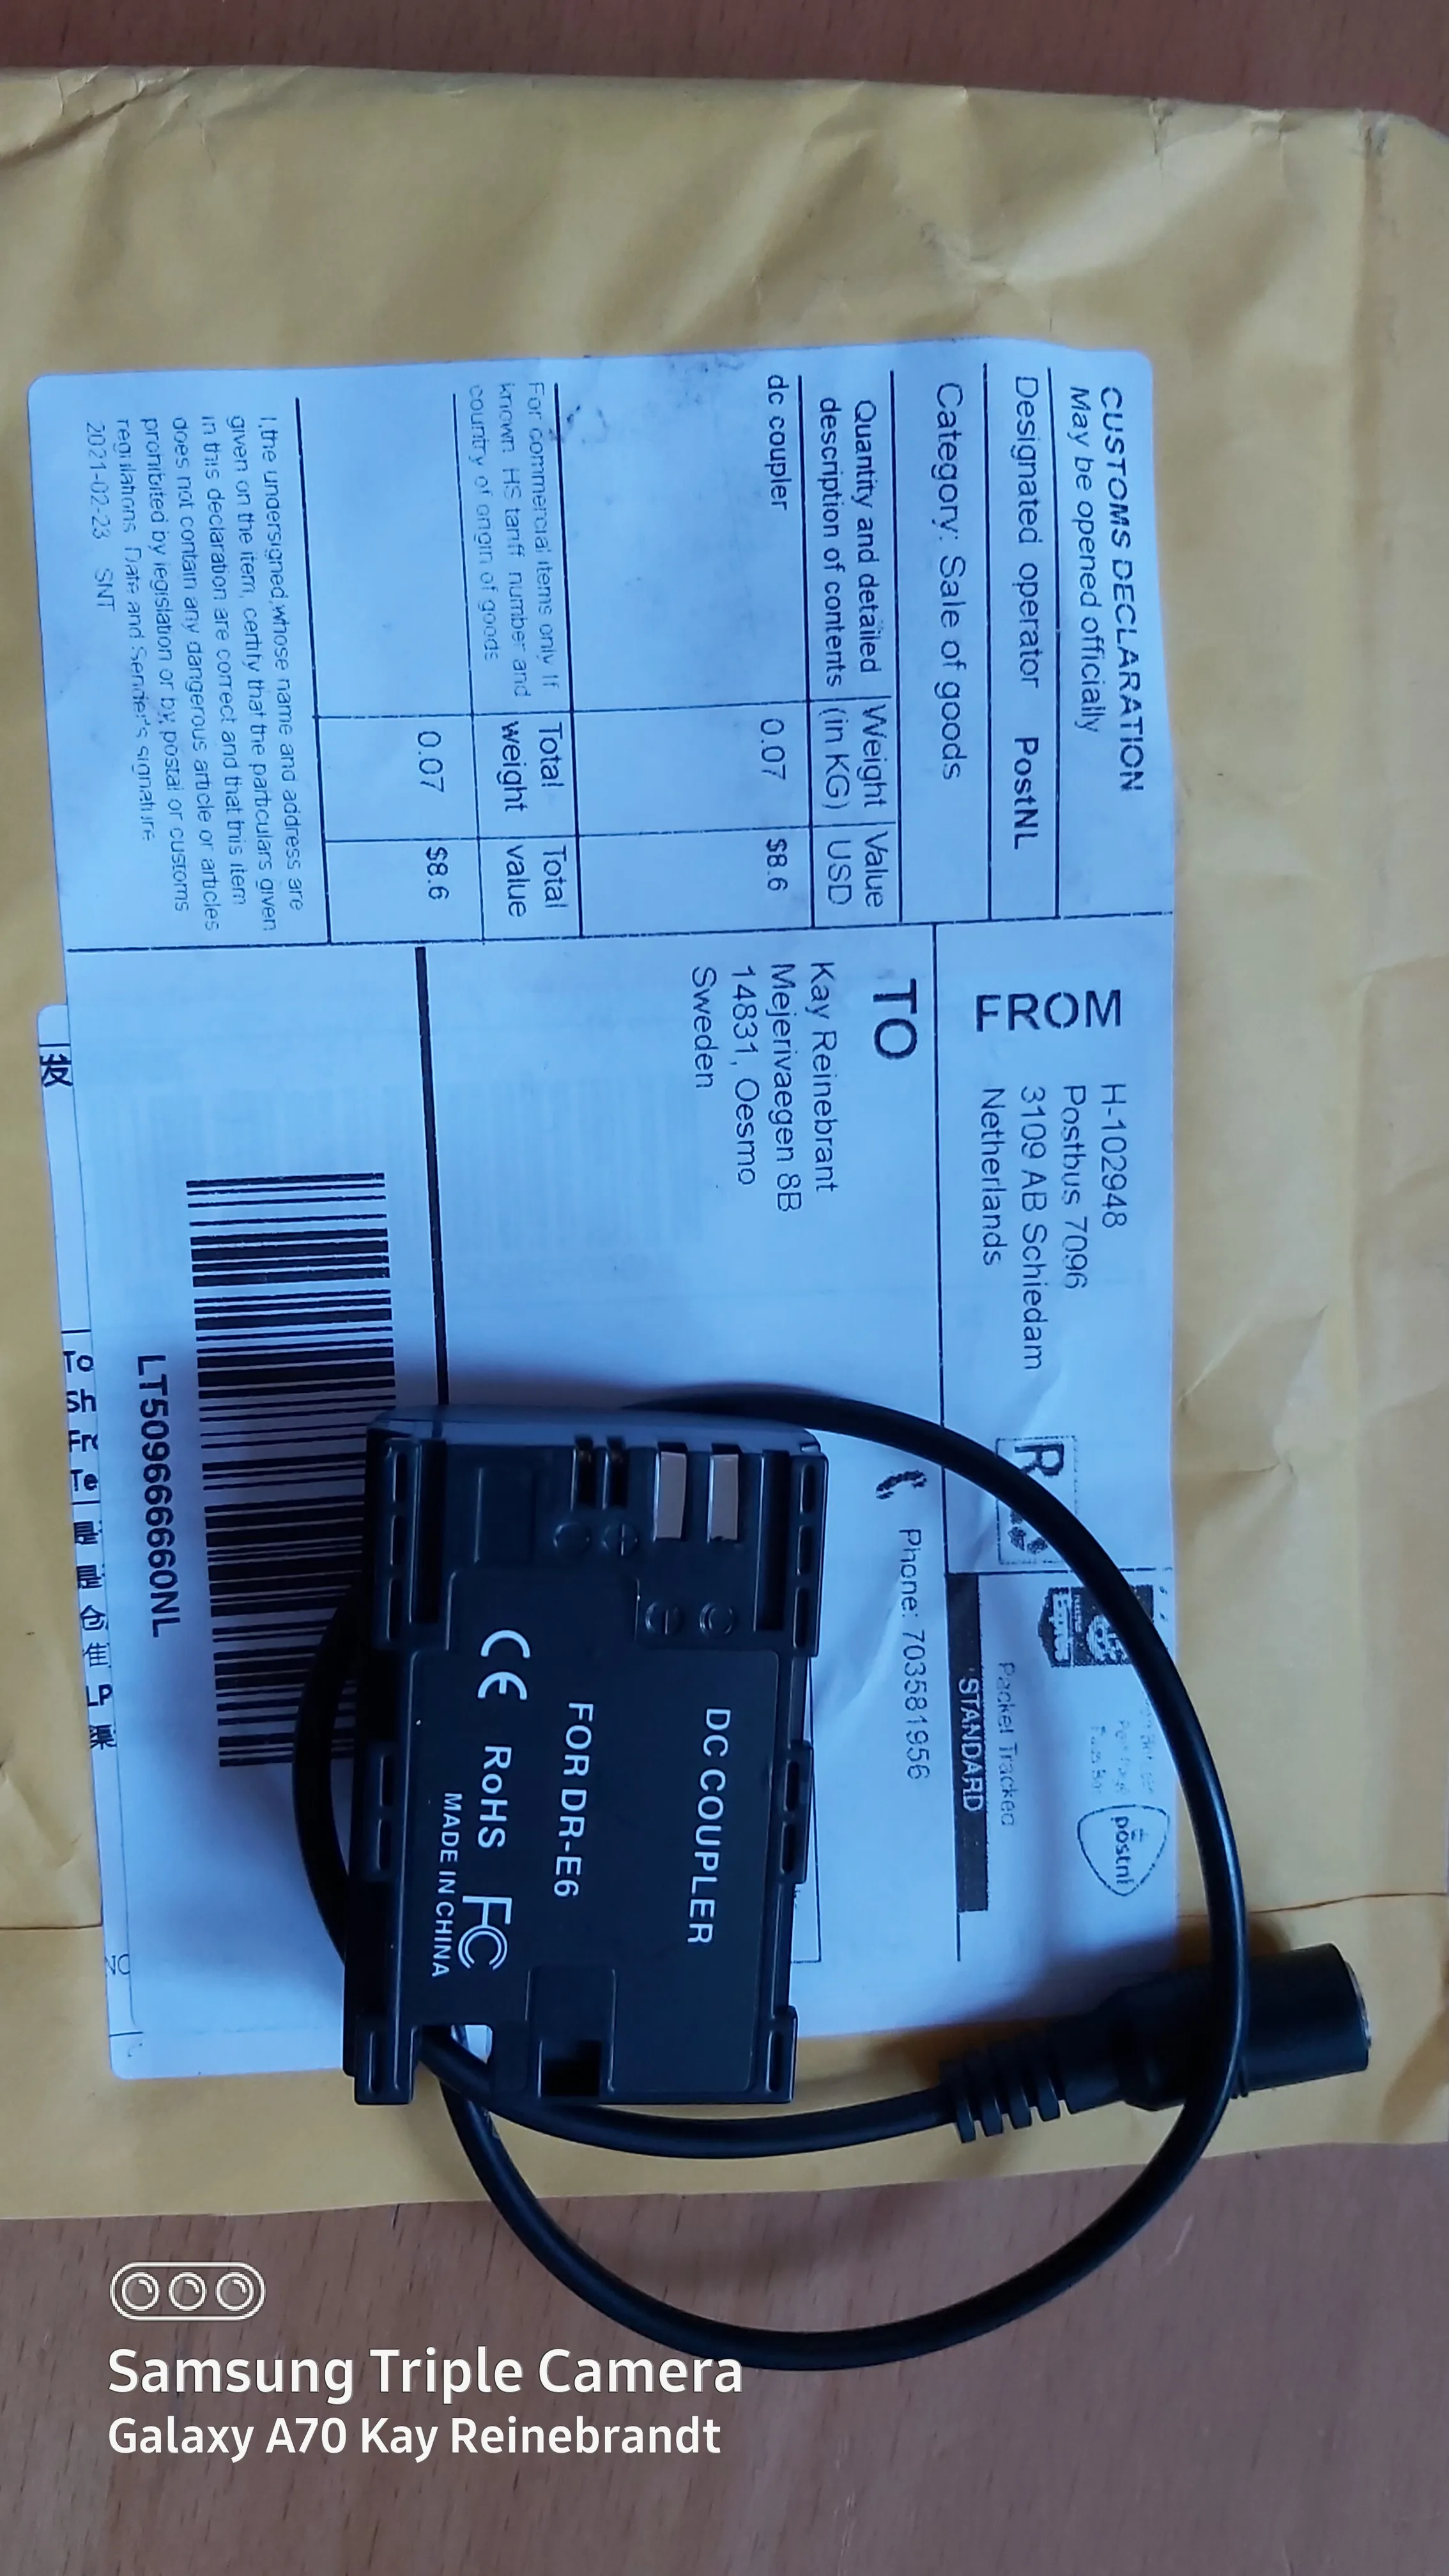 CUSTOMS DECLARATION
May be opened officially
Designated operator PostNL
Category: Sale of goods
Quantity and detailed description of contents
Weight (in KG)
Value USD
dc coupler
0.07
$8.6
For commercial items only If
known, HS tariff number and
country of origin of goods
Total weight
Total value
0.07
$8.6
I,the undersigned,whose name and address are
given on the item, certify that the particulars given
in this declaration are correct and that this item
does not contain any dangerous article or articles
prohibited by legislation or by postal or customs
regulations. Date and sender's signature
2021-02-23 SNT
FROM
H-102948
Postbus 7096
3109 AB Schiedam
Netherlands
R
postnl
Packet Tracked
STANDARD
TO
Phone: 703581956
Kay Reinebrant
Mejerivaegen 8B
14831, Oesmo
Sweden
LT509666660NL
To
Sh
Fr
Te
DC COUPLER
FOR DR-E6
CE RoHS FC
MADE IN CHINA
Samsung Triple Camera
Galaxy A70 Kay Reinebrandt